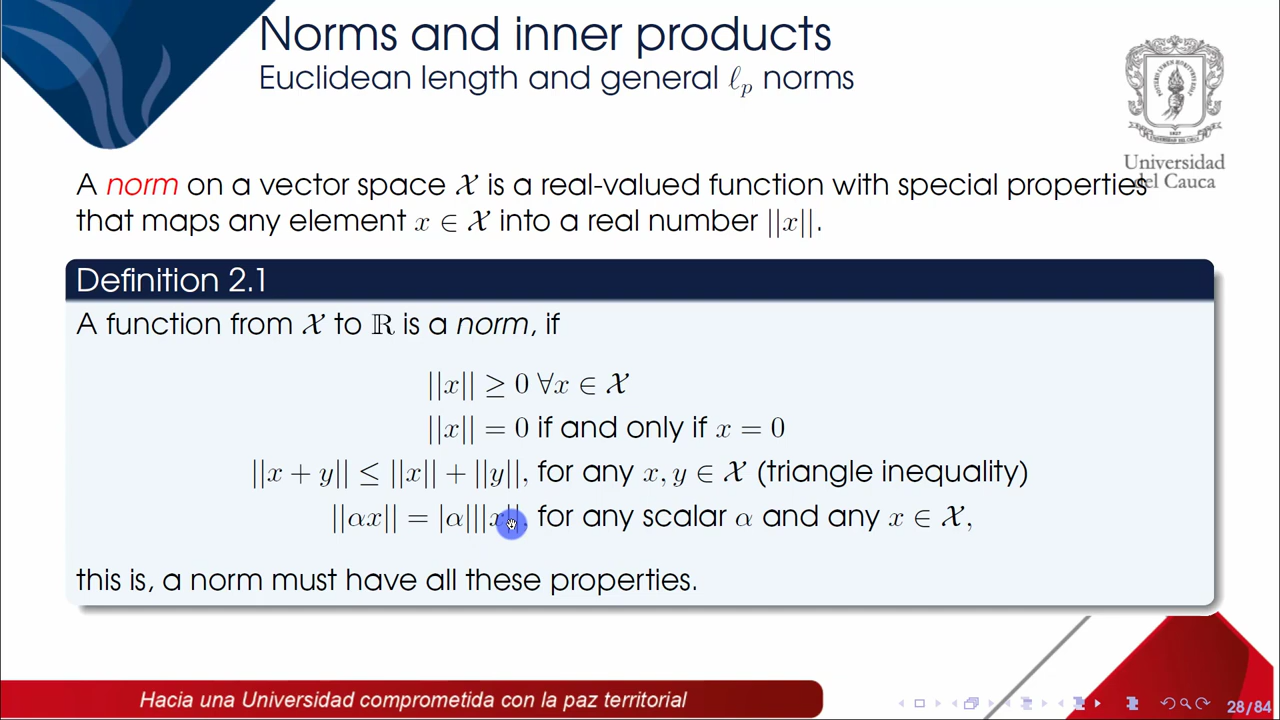 Norms and inner products
Euclidean length and general ℓₚ norms
Universidad
del Cauca
A norm on a vector space 𝒳 is a real-valued function with special properties
that maps any element x ∈ 𝒳 into a real number ||x||.
Definition 2.1
A function from 𝒳 to ℝ is a norm, if
||x|| ≥ 0 ∀x ∈ 𝒳
||x|| = 0 if and only if x = 0
||x + y|| ≤ ||x|| + ||y||, for any x, y ∈ 𝒳 (triangle inequality)
||αx|| = |α|||x||, for any scalar α and any x ∈ 𝒳,
this is, a norm must have all these properties.
Hacia una Universidad comprometida con la paz territorial
28/84